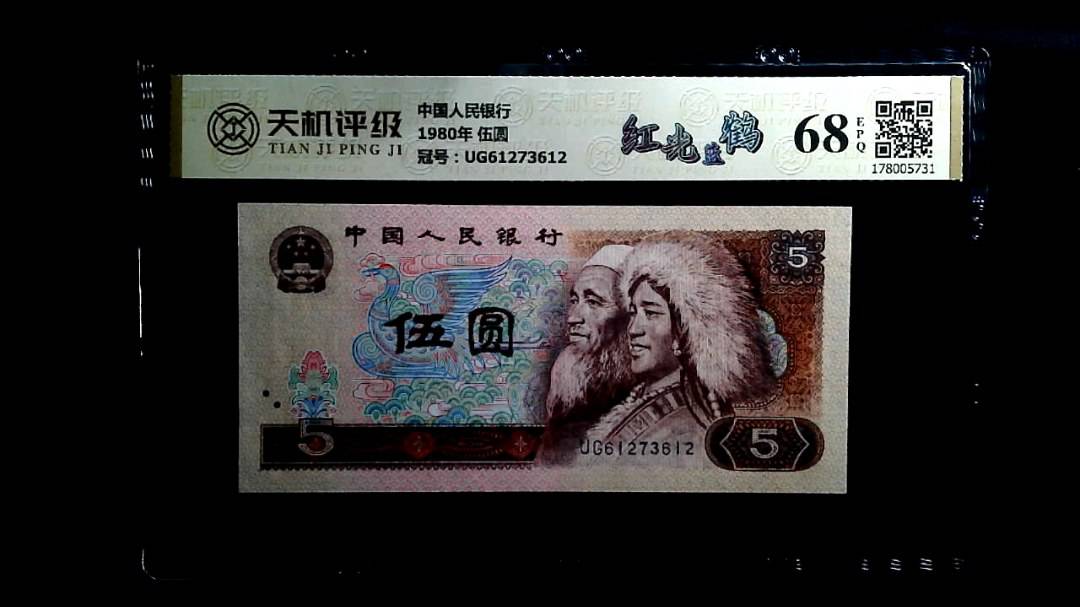 天机评级
TIAN JI PING JI
中国人民银行
1980年 伍圆
冠号：UG61273612
红光蓝鹤
68
EPQ
178005731
中国人民银行
5
伍圆
5
UG61273612
5